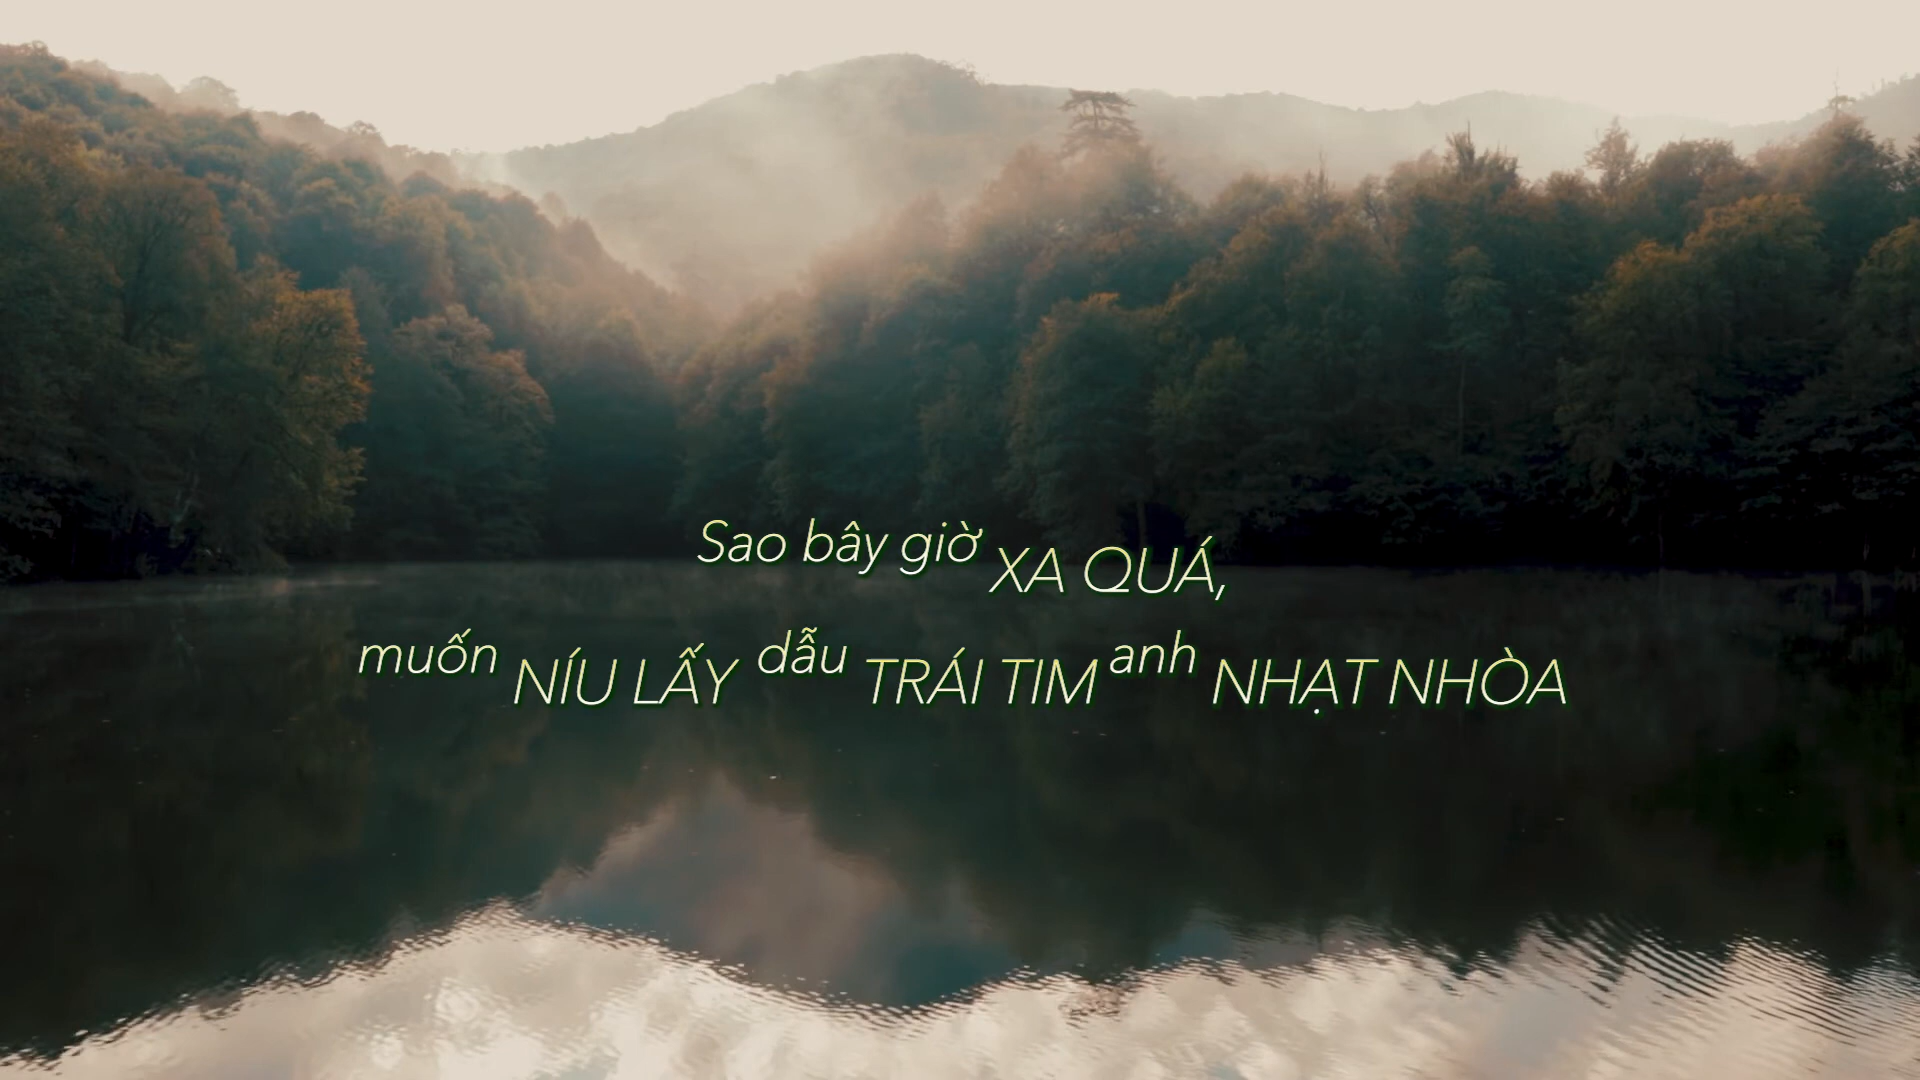 Sao bây giờ XA QUÁ,
muốn NÍU LẤY dẫu TRÁI TIM anh NHẠT NHÒA